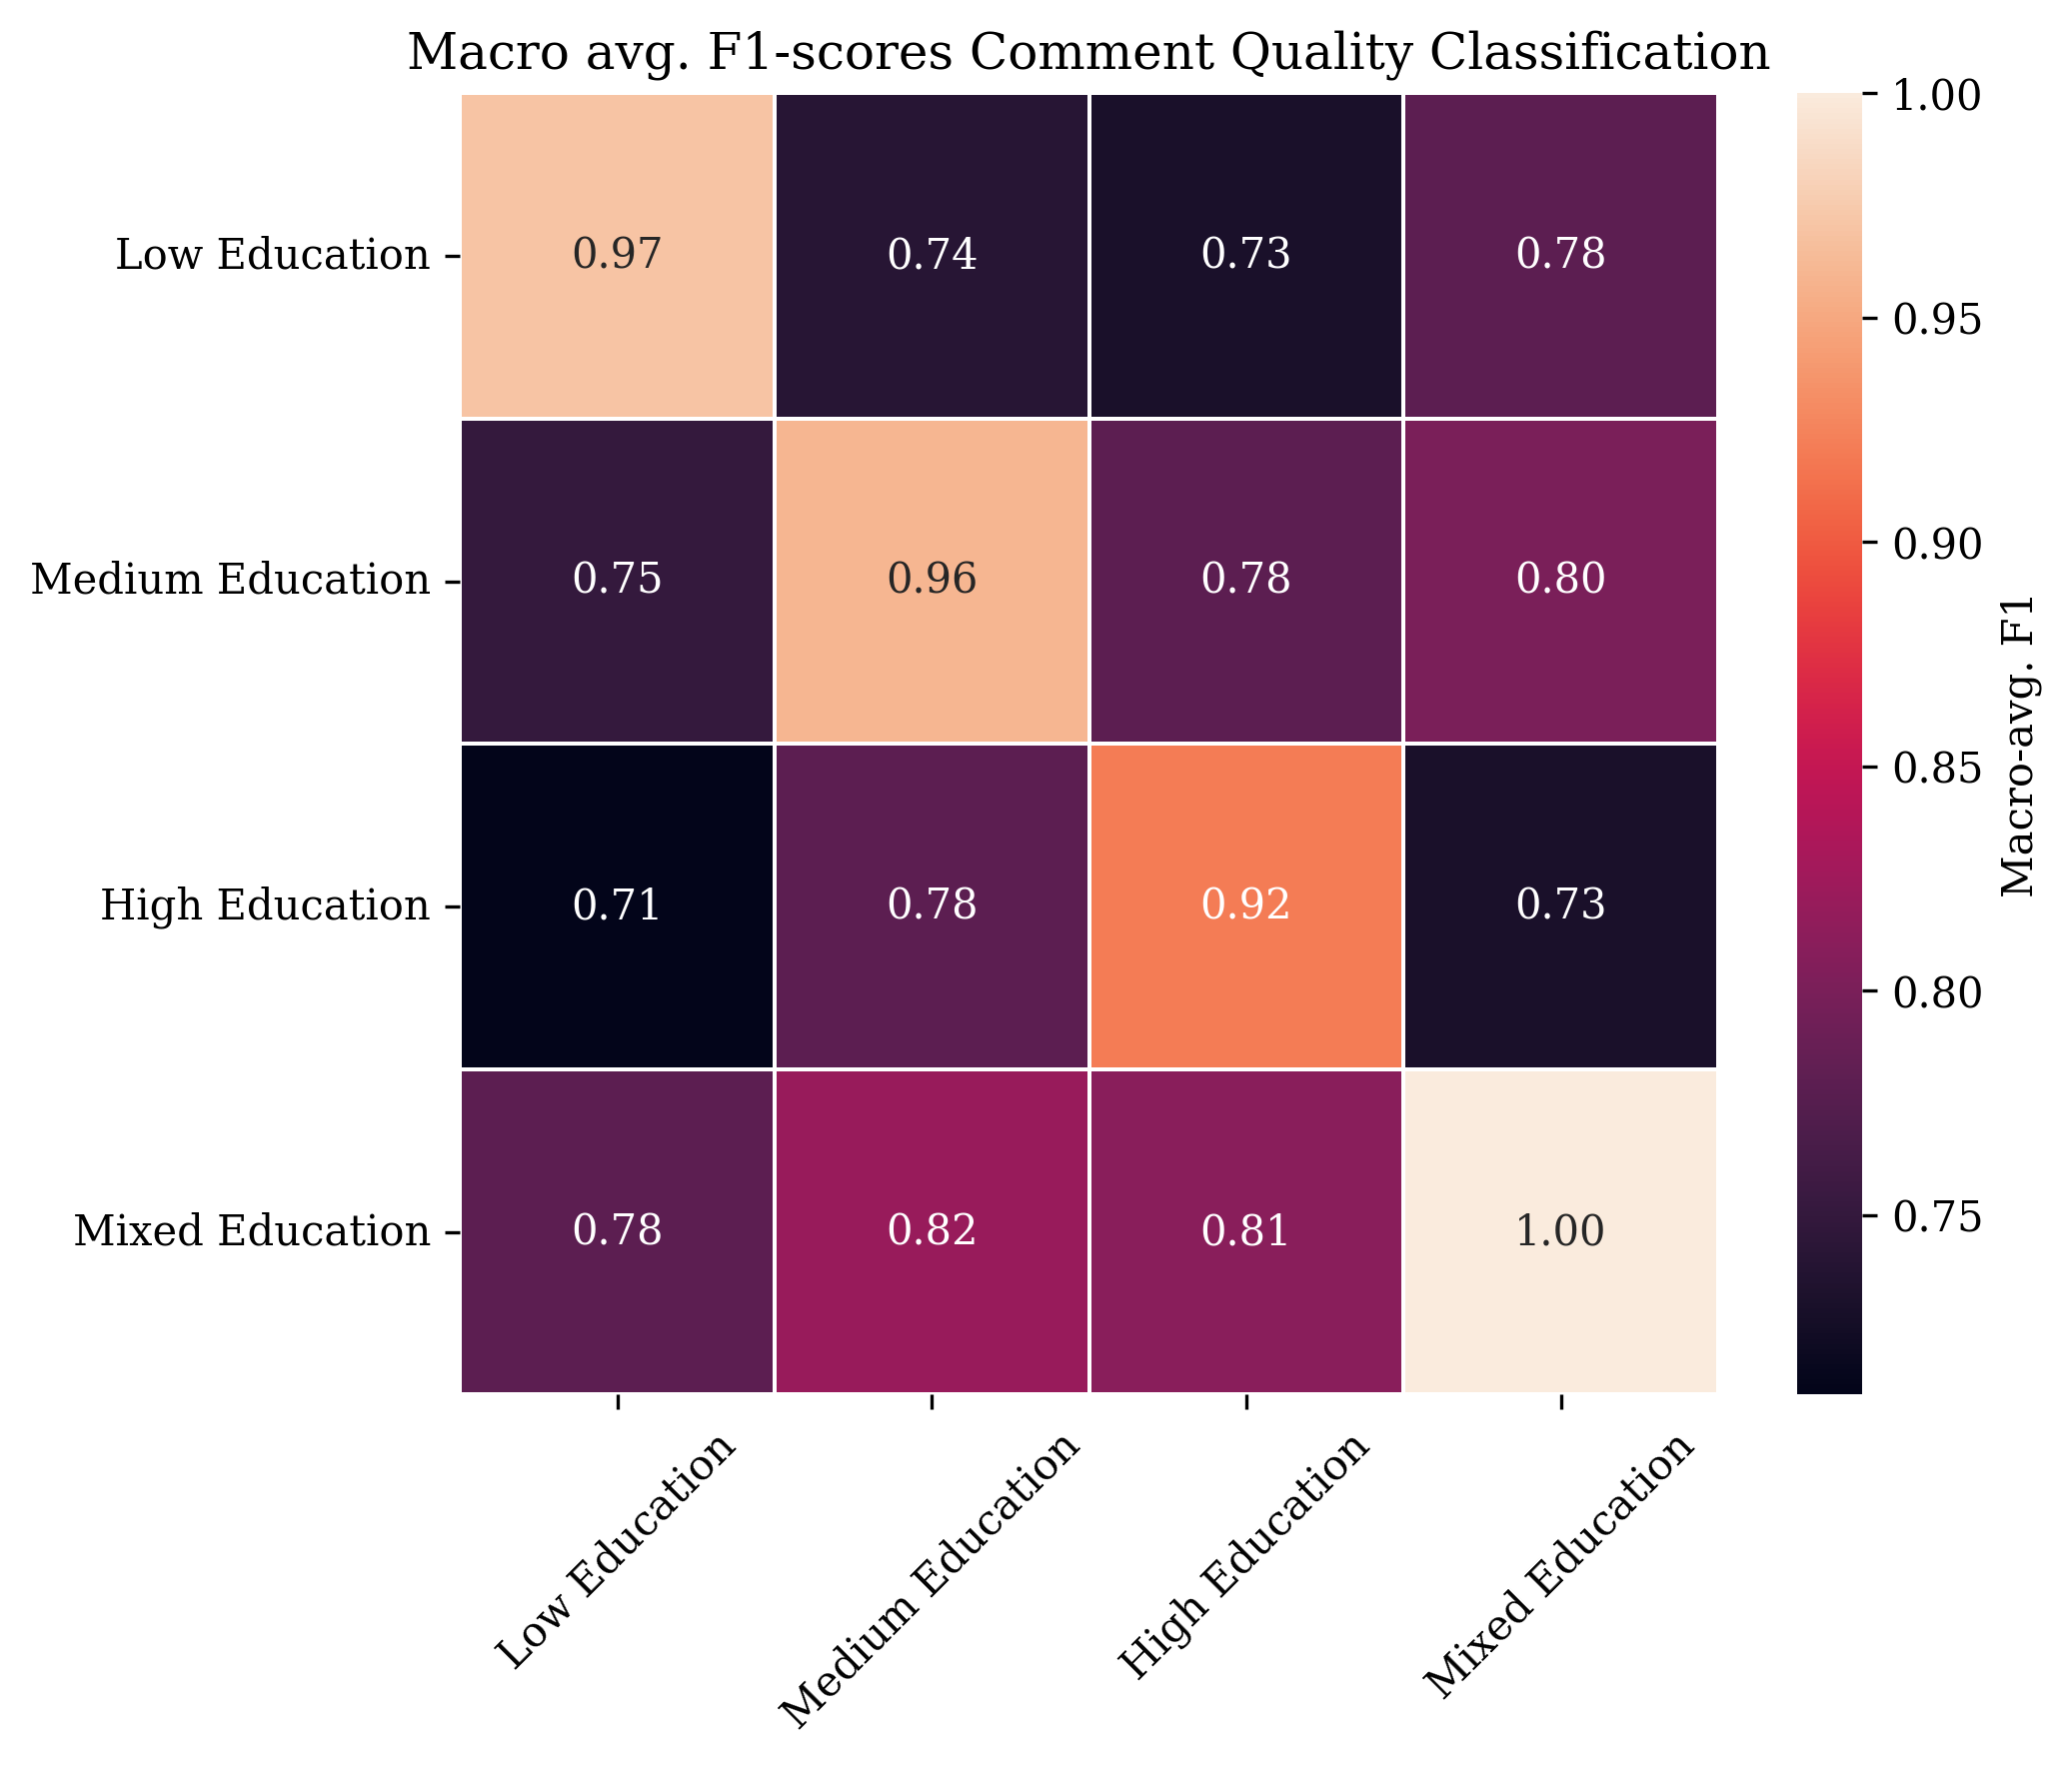 Macro avg. F1-scores Comment Quality Classification
Low Education
0.97 0.74 0.73 0.78
Medium Education
0.75 0.96 0.78 0.80
High Education
0.71 0.78 0.92 0.73
Mixed Education
0.78 0.82 0.81 1.00
Low Education
Medium Education
High Education
Mixed Education
1.00
0.95
0.90
0.85
0.80
0.75
Macro-avg. F1